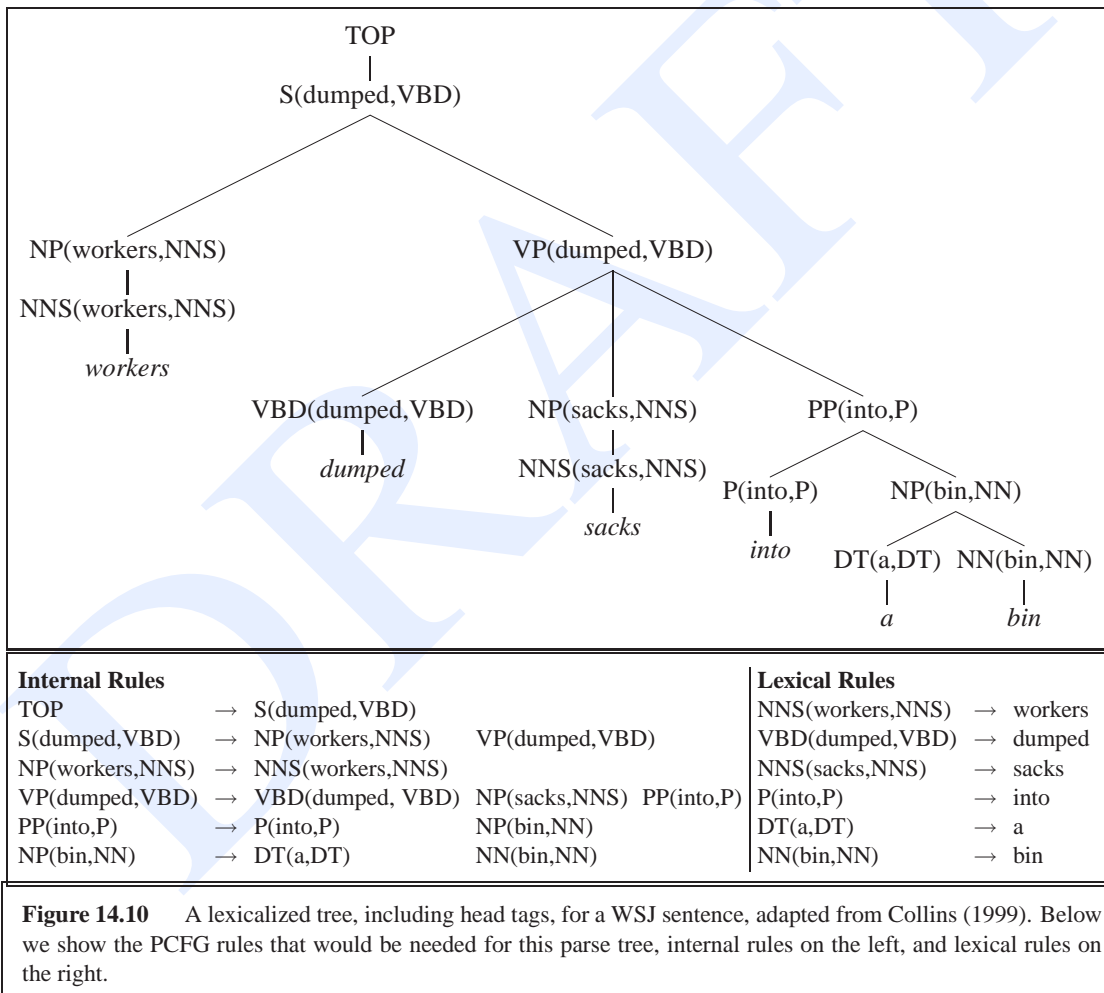 TOP
S(dumped,VBD)
NP(workers,NNS) VP(dumped,VBD)
NNS(workers,NNS)
workers
VBD(dumped,VBD) NP(sacks,NNS) PP(into,P)
dumped NNS(sacks,NNS) P(into,P) NP(bin,NN)
sacks into
DT(a,DT) NN(bin,NN)
a bin
Internal Rules Lexical Rules
TOP → S(dumped,VBD) NNS(workers,NNS) → workers
S(dumped,VBD) → NP(workers,NNS) VP(dumped,VBD) VBD(dumped,VBD) → dumped
NP(workers,NNS) → NNS(workers,NNS) NNS(sacks,NNS) → sacks
VP(dumped,VBD) → VBD(dumped, VBD) NP(sacks,NNS) PP(into,P) P(into,P) → into
PP(into,P) → P(into,P) NP(bin,NN) DT(a,DT) → a
NP(bin,NN) → DT(a,DT) NN(bin,NN) NN(bin,NN) → bin
Figure 14.10 A lexicalized tree, including head tags, for a WSJ sentence, adapted from Collins (1999). Below
we show the PCFG rules that would be needed for this parse tree, internal rules on the left, and lexical rules on
the right.
DRAFT